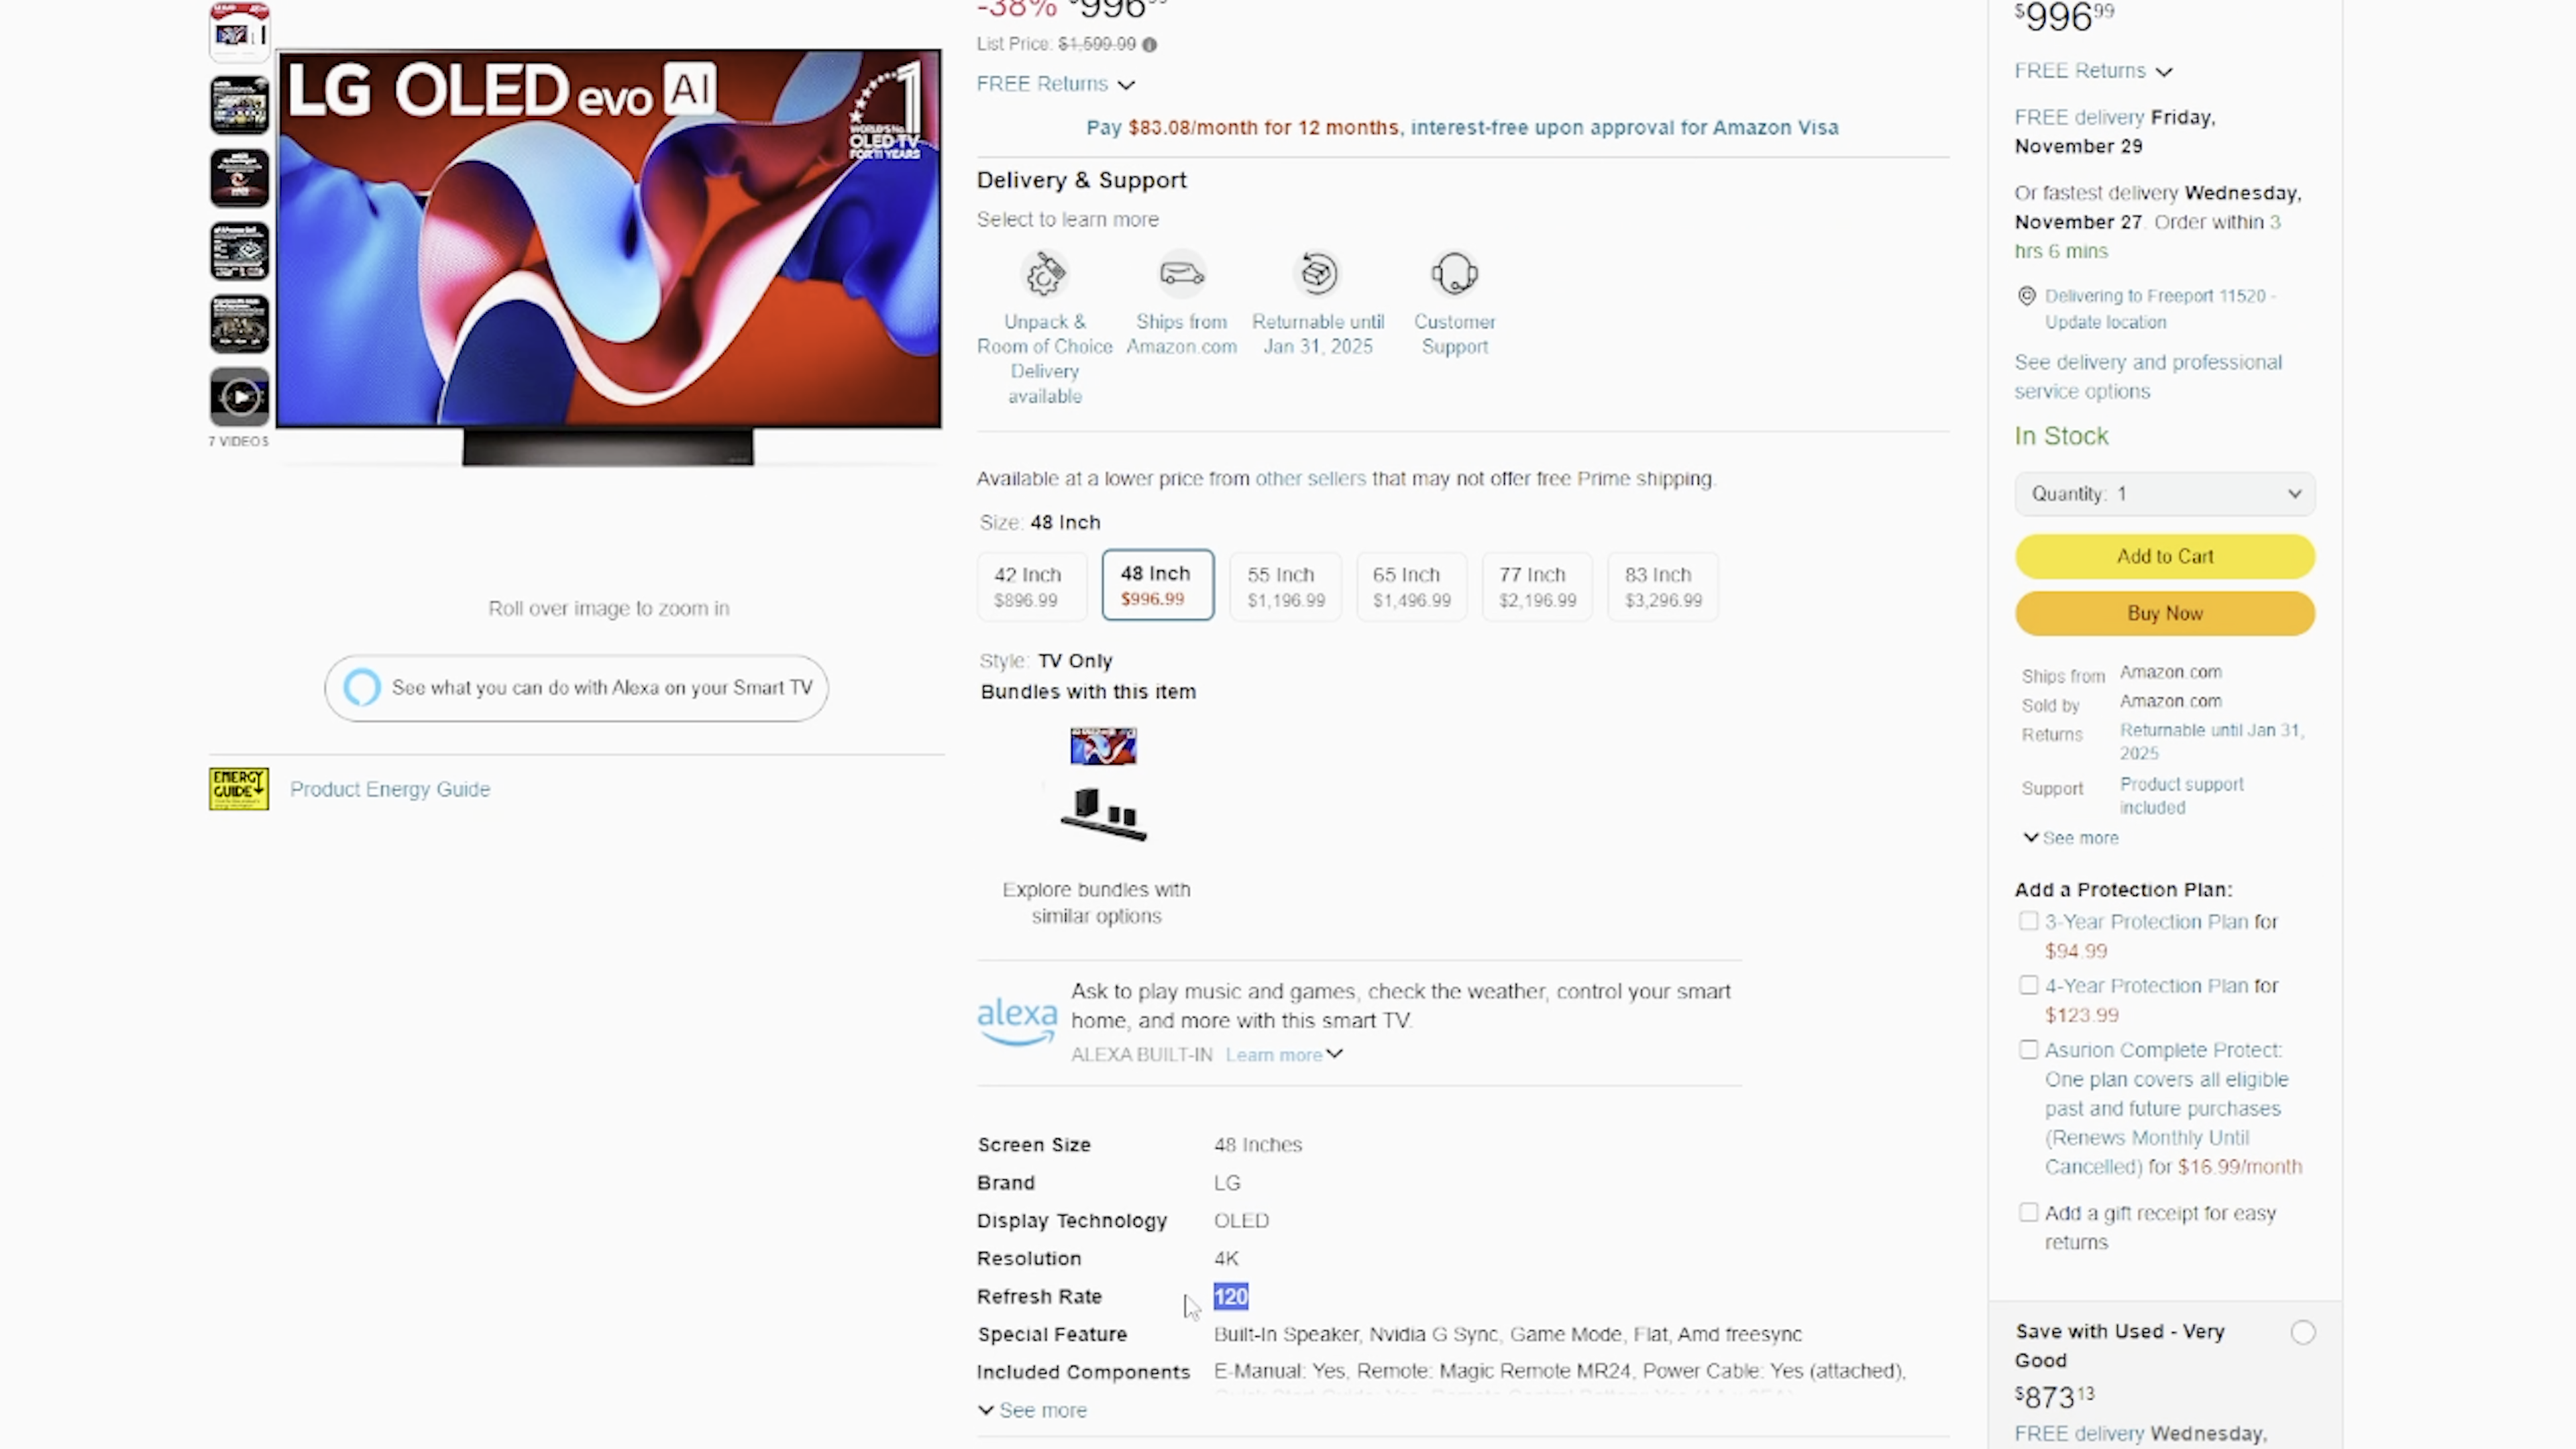 -38% $996.99
List Price: $1,599.99
FREE Returns
Pay $83.08/month for 12 months, interest-free upon approval for Amazon Visa
LG OLED evo AI
1
WORLD'S No.1
OLED TV
FOR 11 YEARS
7 VIDEOS
Roll over image to zoom in
See what you can do with Alexa on your Smart TV
ENERGY
GUIDE
Product Energy Guide
Delivery & Support
Select to learn more
Unpack &
Room of Choice
Delivery
available
Ships from
Amazon.com
Returnable until
Jan 31, 2025
Customer
Support
Available at a lower price from other sellers that may not offer free Prime shipping.
Size: 48 Inch
42 Inch
$896.99
48 Inch
$996.99
55 Inch
$1,196.99
65 Inch
$1,496.99
77 Inch
$2,196.99
83 Inch
$3,296.99
Style: TV Only
Bundles with this item
Explore bundles with
similar options
alexa
Ask to play music and games, check the weather, control your smart
home, and more with this smart TV.
ALEXA BUILT-IN Learn more
Screen Size 48 Inches
Brand LG
Display Technology OLED
Resolution 4K
Refresh Rate 120
Special Feature Built-In Speaker, Nvidia G Sync, Game Mode, Flat, Amd freesync
Included Components E-Manual: Yes, Remote: Magic Remote MR24, Power Cable: Yes (attached),
See more
$996.99
FREE Returns
FREE delivery Friday,
November 29
Or fastest delivery Wednesday,
November 27. Order within 3
hrs 6 mins
Delivering to Freeport 11520 -
Update location
See delivery and professional
service options
In Stock
Quantity: 1
Add to Cart
Buy Now
Ships from Amazon.com
Sold by Amazon.com
Returns Returnable until Jan 31,
2025
Support Product support
included
See more
Add a Protection Plan:
3-Year Protection Plan for
$94.99
4-Year Protection Plan for
$123.99
Asurion Complete Protect:
One plan covers all eligible
past and future purchases
(Renews Monthly Until
Cancelled) for $16.99/month
Add a gift receipt for easy
returns
Save with Used - Very
Good
$873.13
FREE delivery Wednesday,